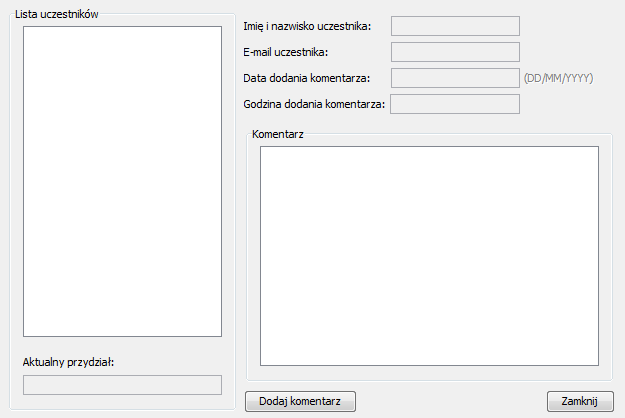 Lista uczestników
Imię i nazwisko uczestnika:
E-mail uczestnika:
Data dodania komentarza: (DD/MM/YYYY)
Godzina dodania komentarza:
Komentarz
Aktualny przydział:
Dodaj komentarz
Zamknij